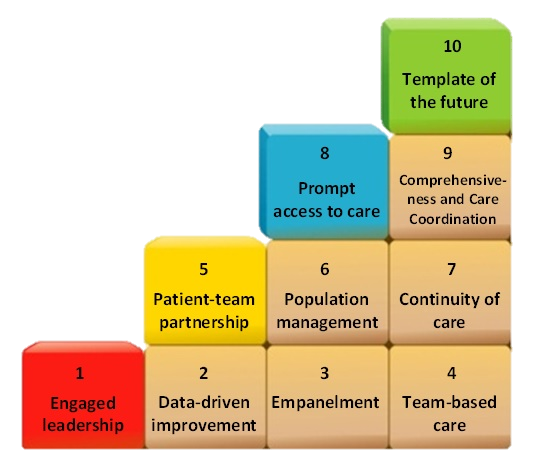 10
Template of
the future
8
Prompt
access to care
9
Comprehensive-
ness and Care
Coordination
5
Patient-team
partnership
6
Population
management
7
Continuity of
care
1
Engaged
leadership
2
Data-driven
improvement
3
Empanelment
4
Team-based
care